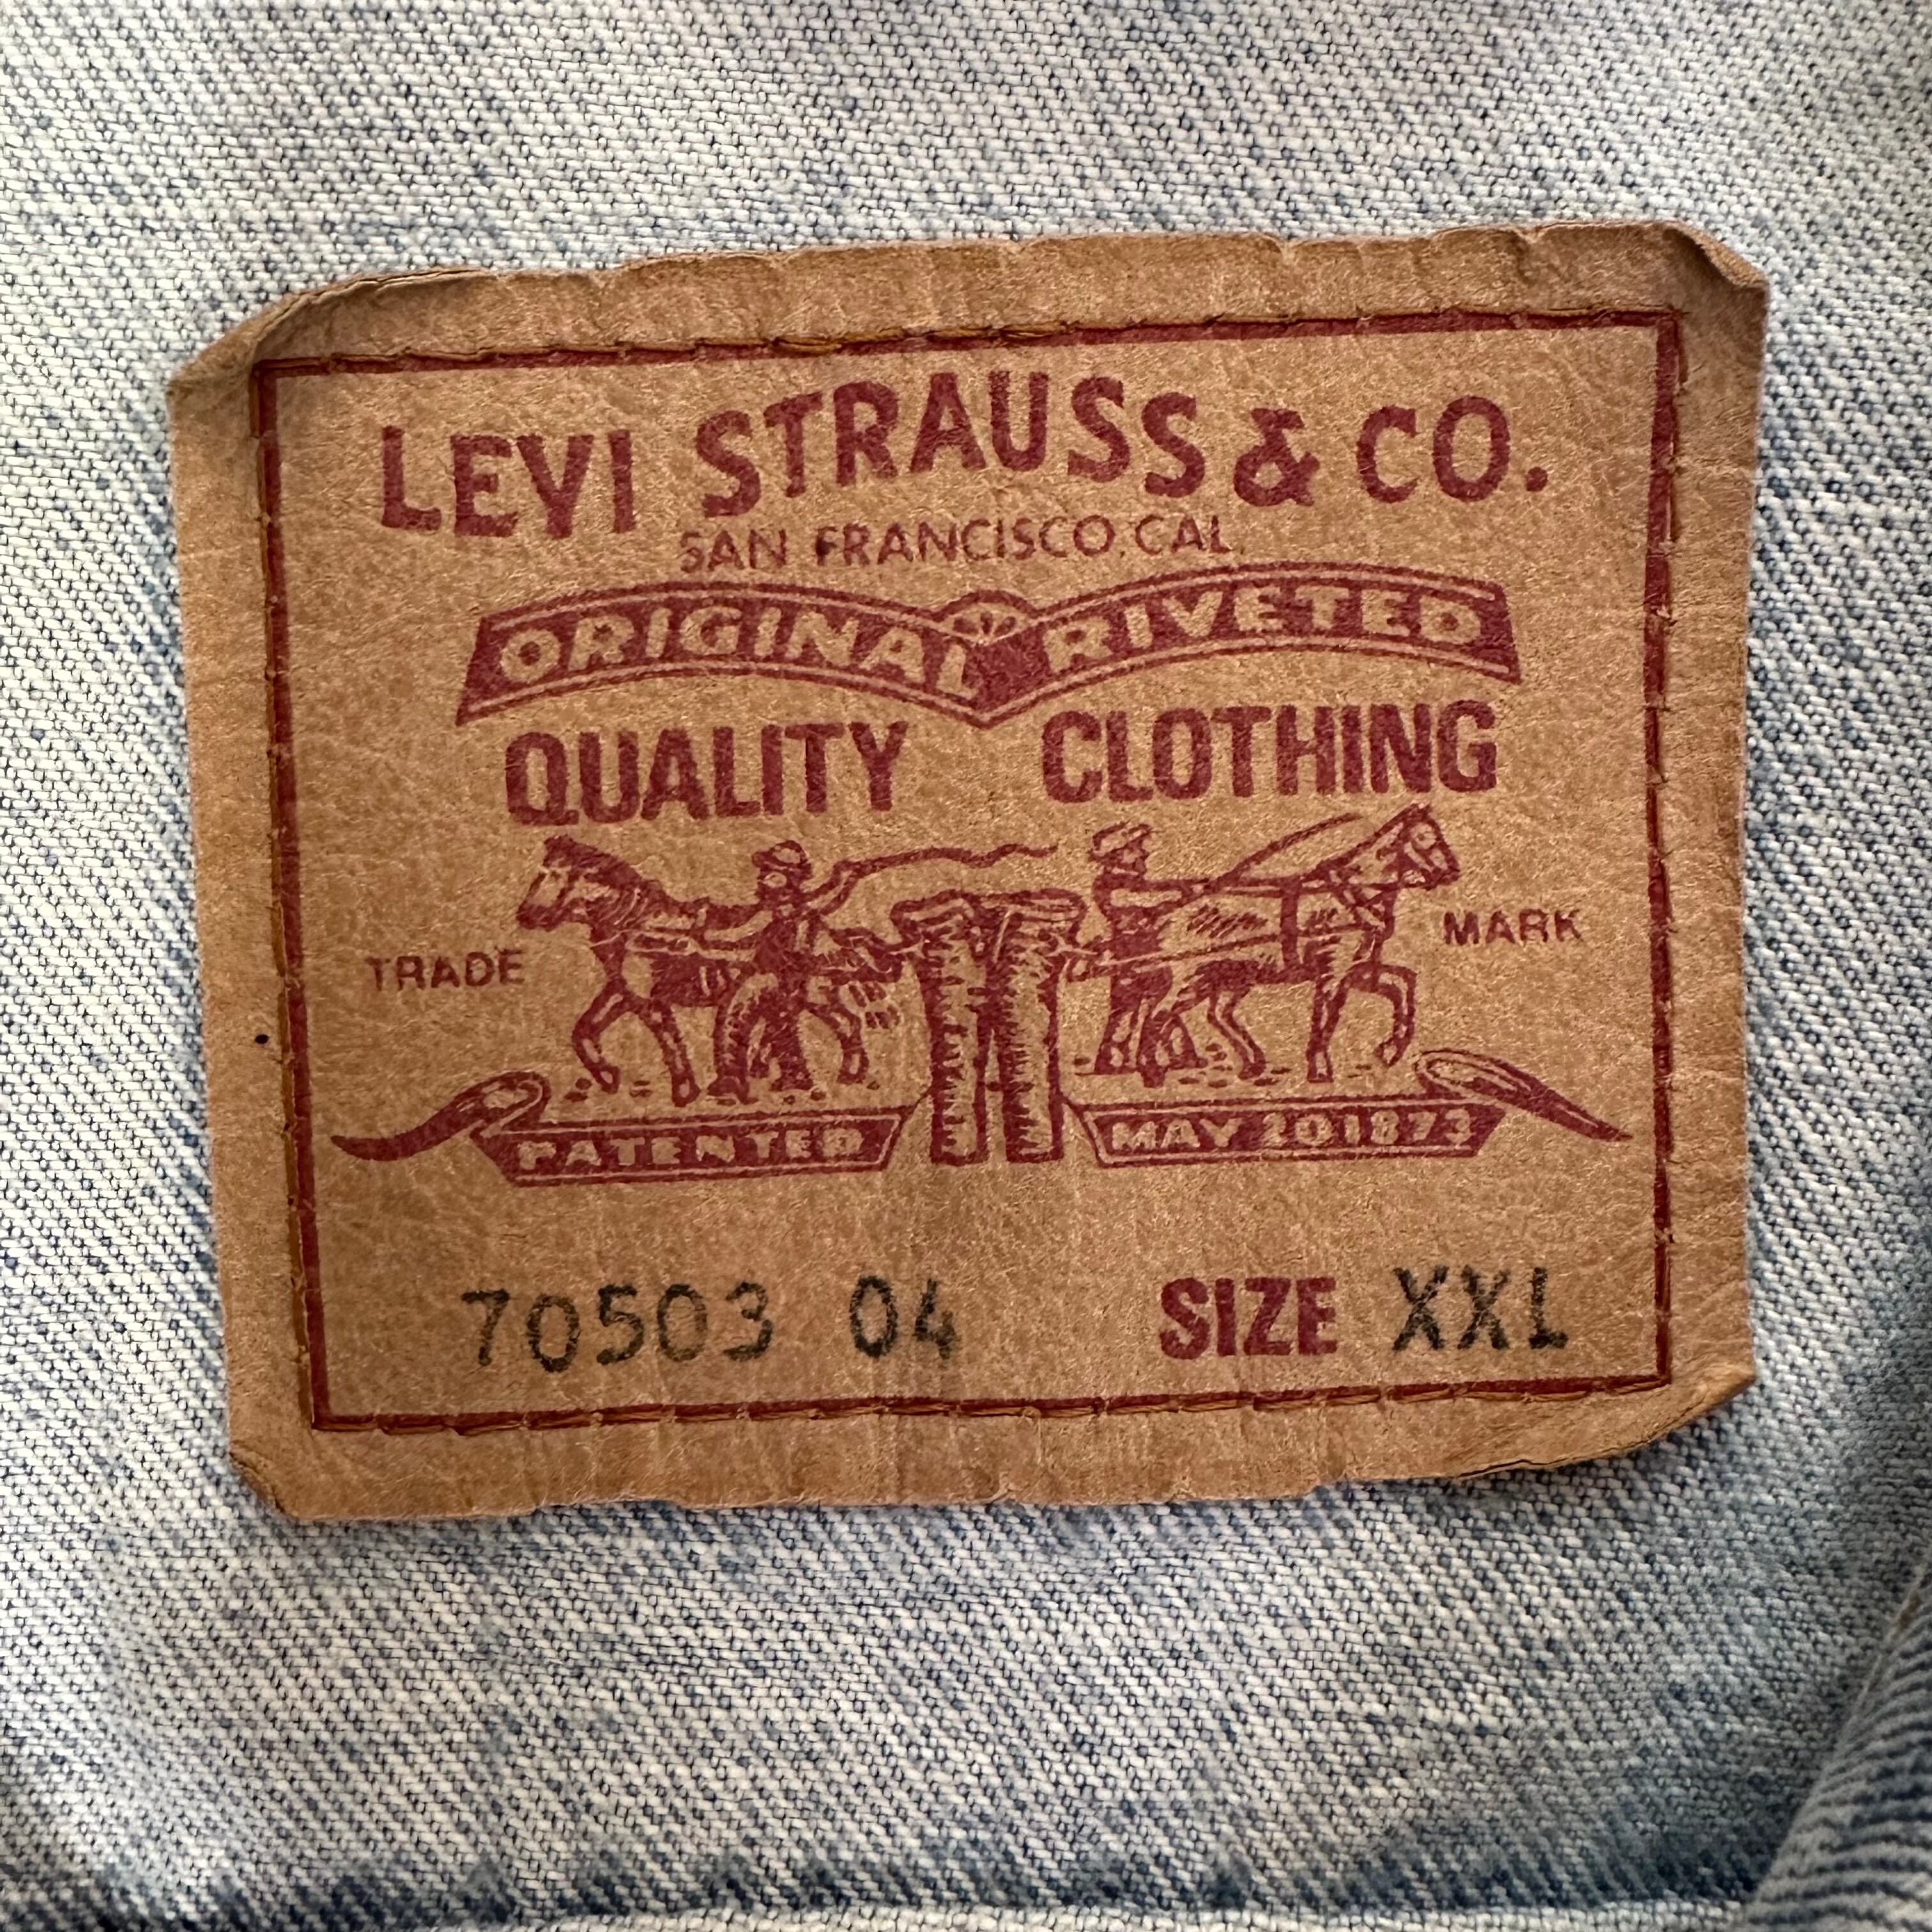 LEVI STRAUSS & CO.
SAN FRANCISCO, CAL.
ORIGINAL RIVETED
QUALITY CLOTHING
TRADE MARK
PATENTED MAY 20 1873
70503 04 SIZE XXL